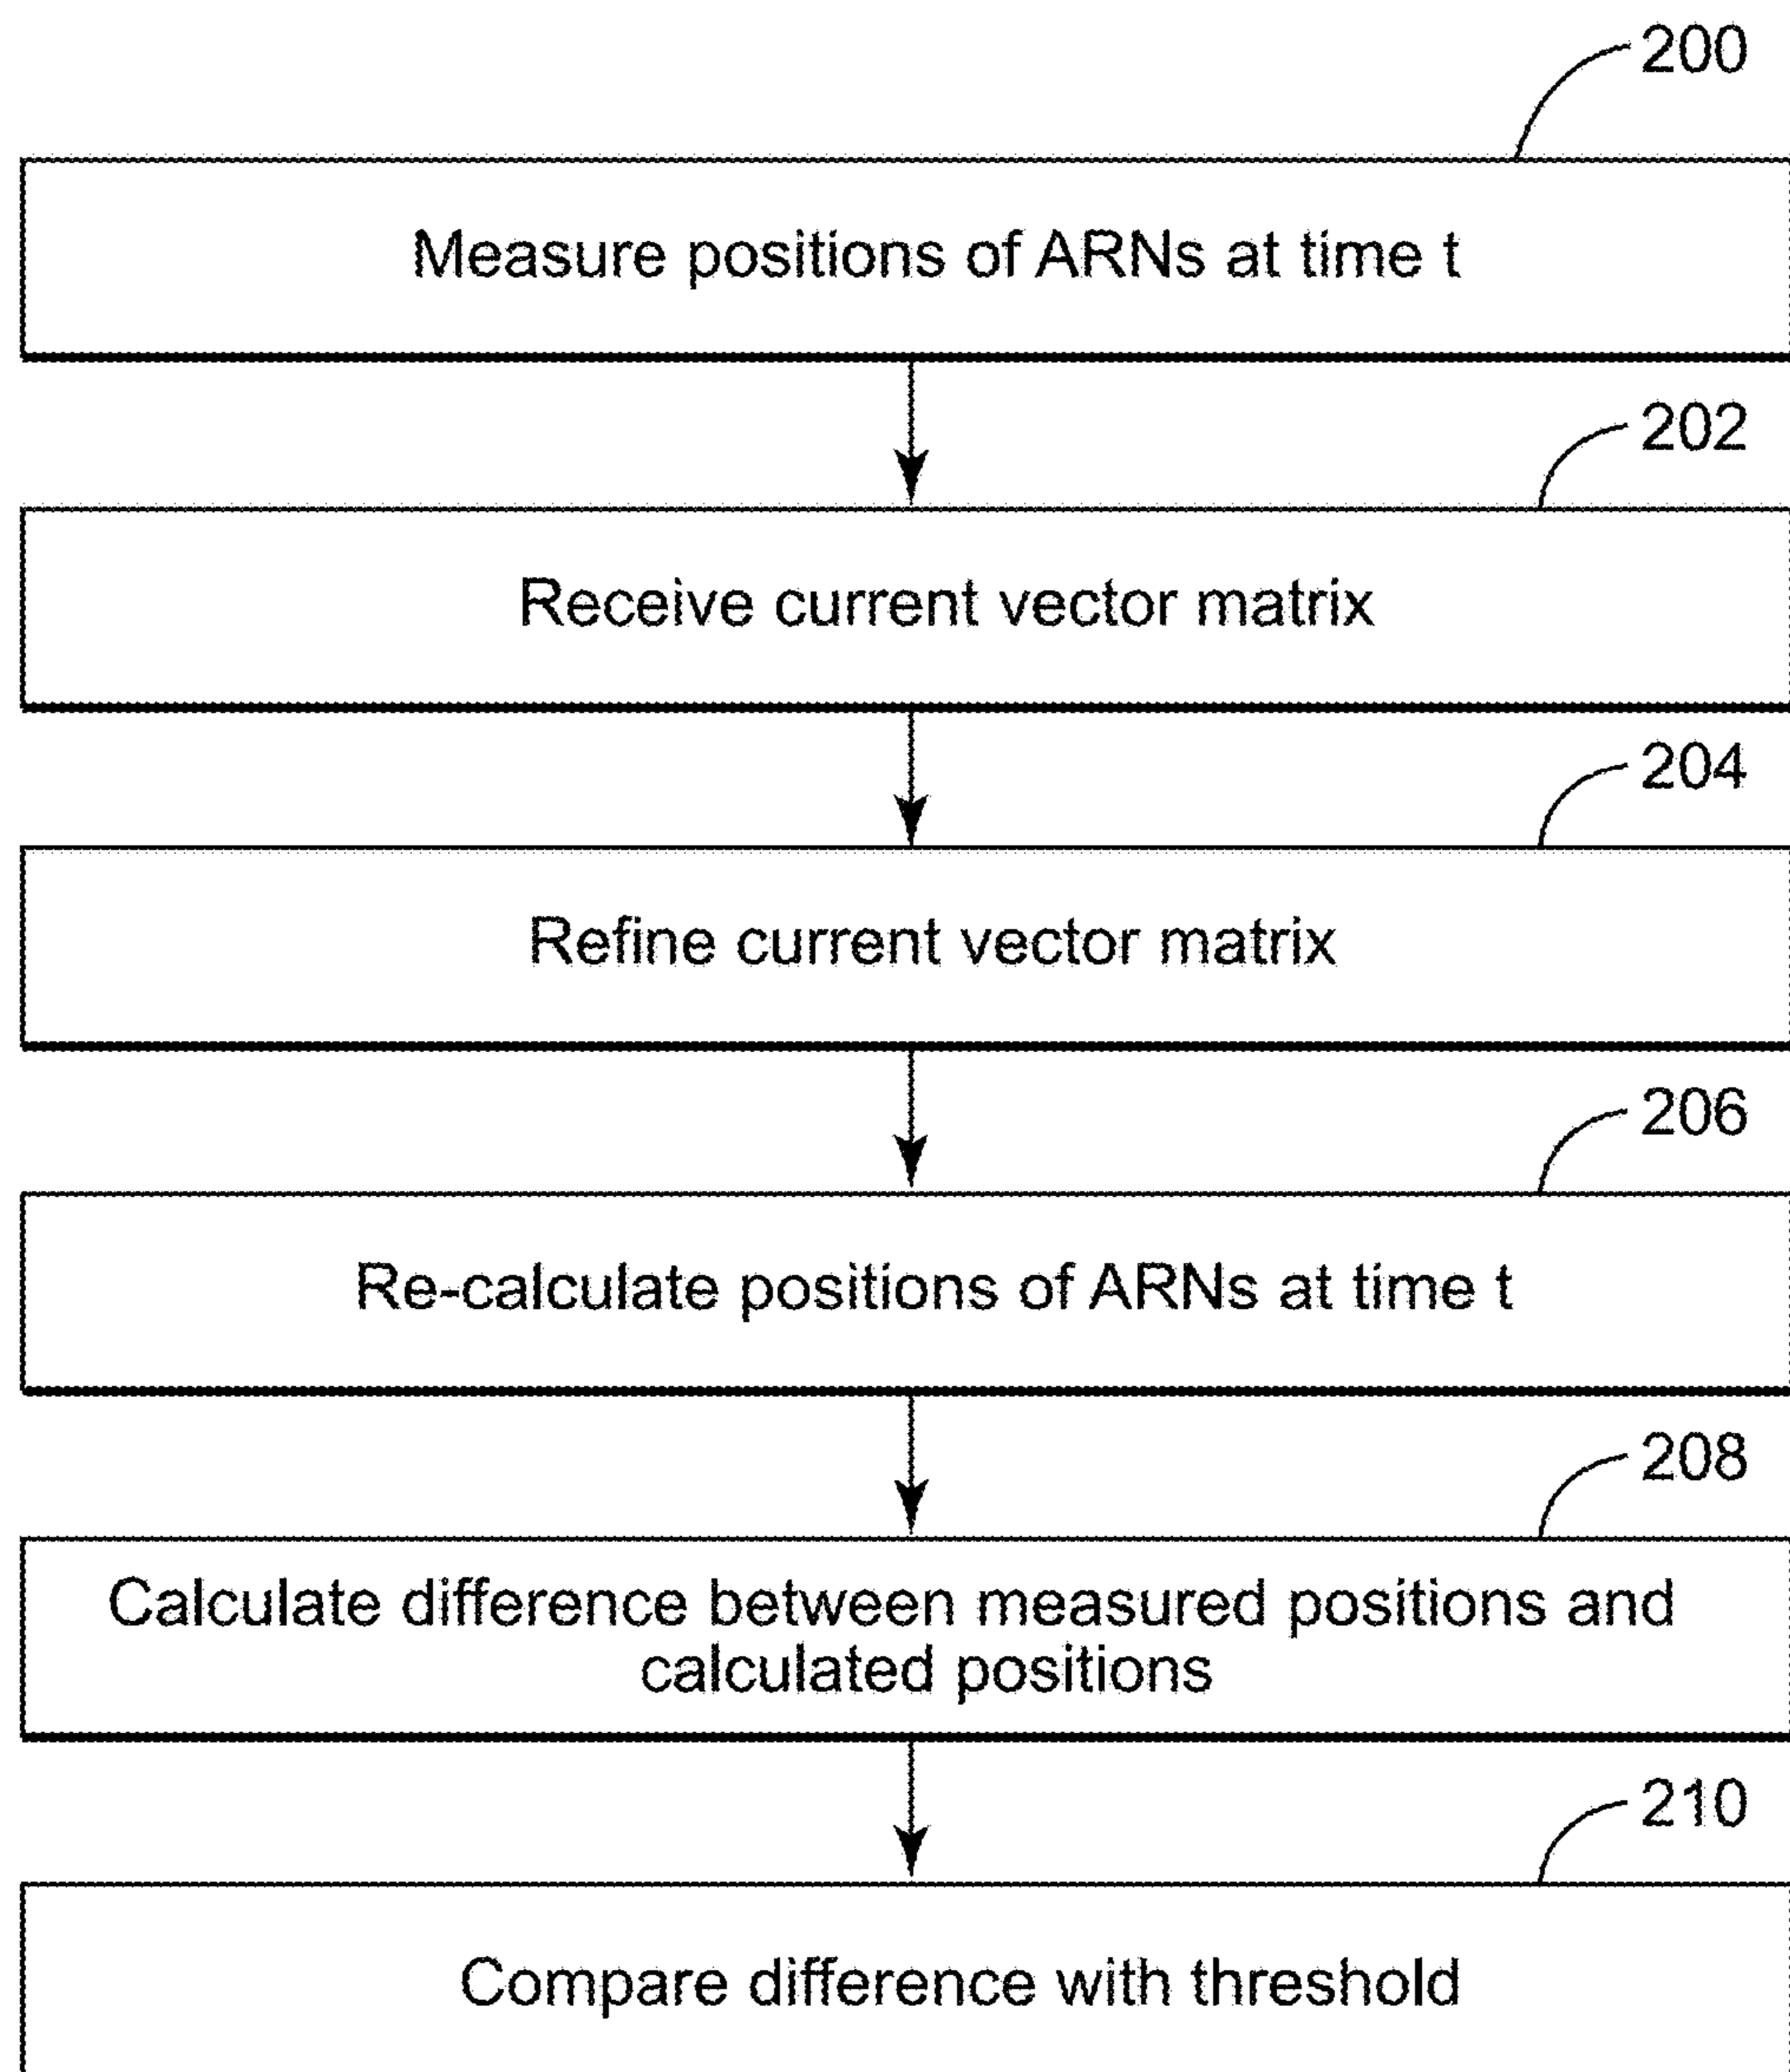 200
Measure positions of ARNs at time t
202
Receive current vector matrix
204
Refine current vector matrix
206
Re-calculate positions of ARNs at time t
208
Calculate difference between measured positions and
calculated positions
210
Compare difference with threshold